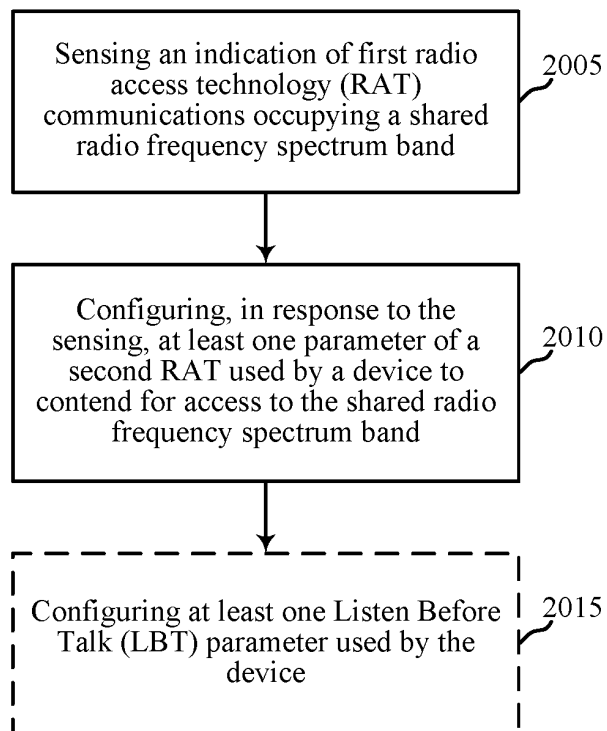 Sensing an indication of first radio
access technology (RAT)
communications occupying a shared
radio frequency spectrum band
2005
Configuring, in response to the
sensing, at least one parameter of a
second RAT used by a device to
contend for access to the shared radio
frequency spectrum band
2010
Configuring at least one Listen Before
Talk (LBT) parameter used by the
device
2015